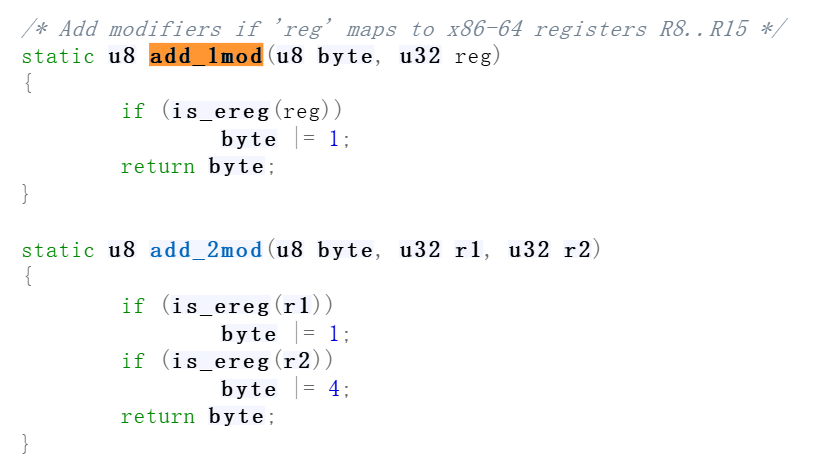 /* Add modifiers if 'reg' maps to x86-64 registers R8..R15 */
static u8 add_1mod(u8 byte, u32 reg)
{
        if (is_ereg(reg))
                byte |= 1;
        return byte;
}

static u8 add_2mod(u8 byte, u32 r1, u32 r2)
{
        if (is_ereg(r1))
                byte |= 1;
        if (is_ereg(r2))
                byte |= 4;
        return byte;
}